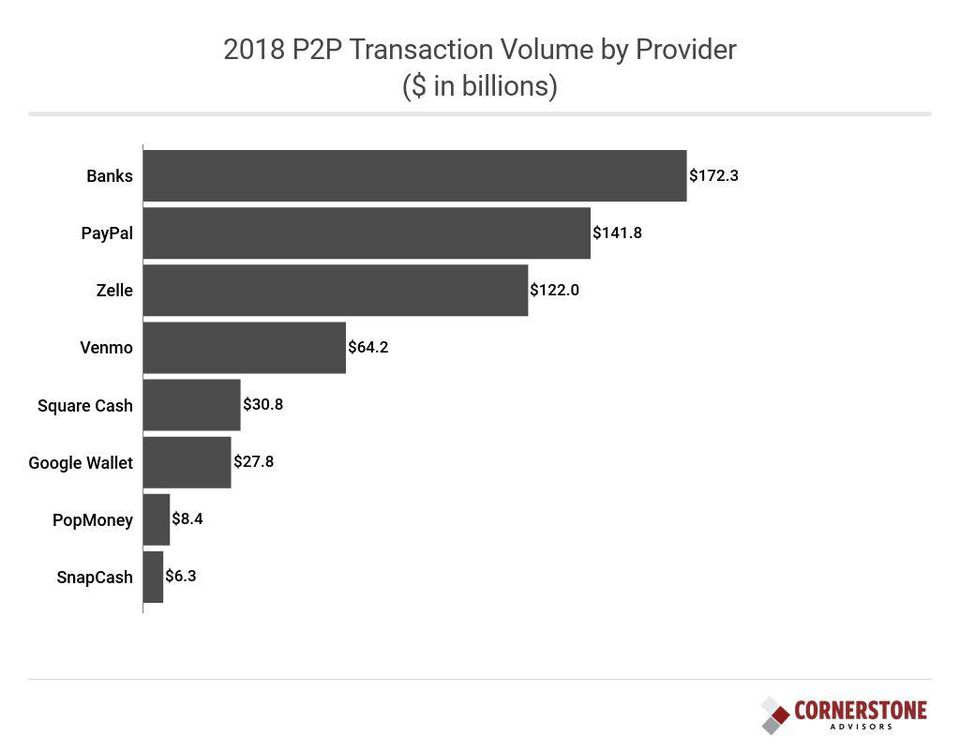 2018 P2P Transaction Volume by Provider
($ in billions)
Banks $172.3
PayPal $141.8
Zelle $122.0
Venmo $64.2
Square Cash $30.8
Google Wallet $27.8
PopMoney $8.4
SnapCash $6.3
CORNERSTONE
ADVISORS